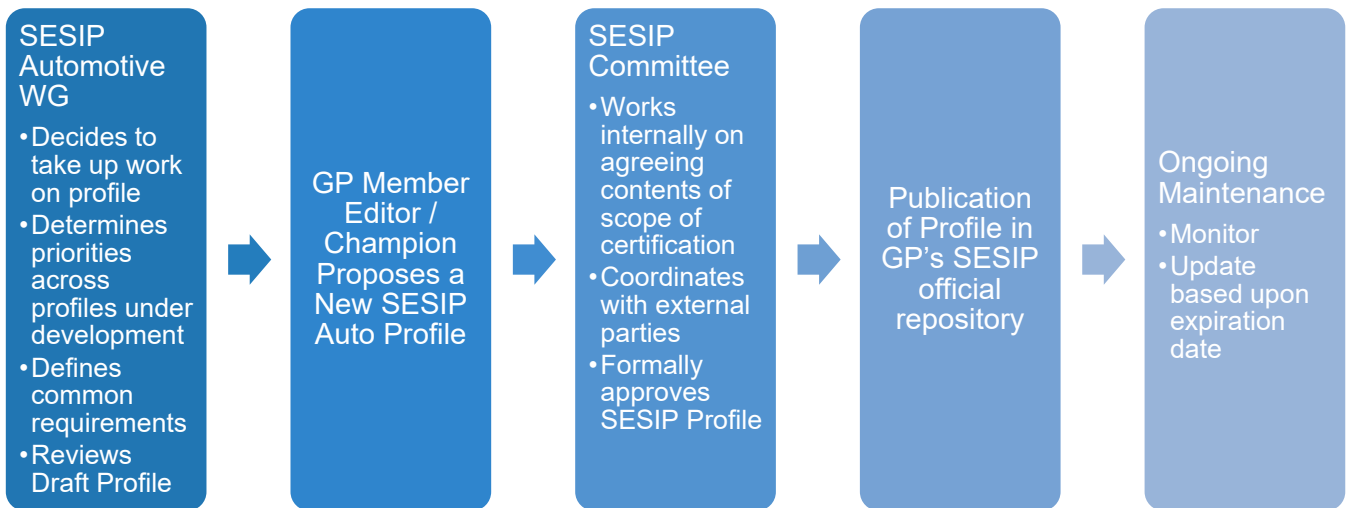 SESIP
Automotive
WG
•Decides to
take up work
on profile
•Determines
priorities
across
profiles under
development
•Defines
common
requirements
•Reviews
Draft Profile
GP Member
Editor /
Champion
Proposes a
New SESIP
Auto Profile
SESIP
Committee
•Works
internally on
agreeing
contents of
scope of
certification
•Coordinates
with external
parties
•Formally
approves
SESIP Profile
Publication
of Profile in
GP's SESIP
official
repository
Ongoing
Maintenance
•Monitor
•Update
based upon
expiration
date